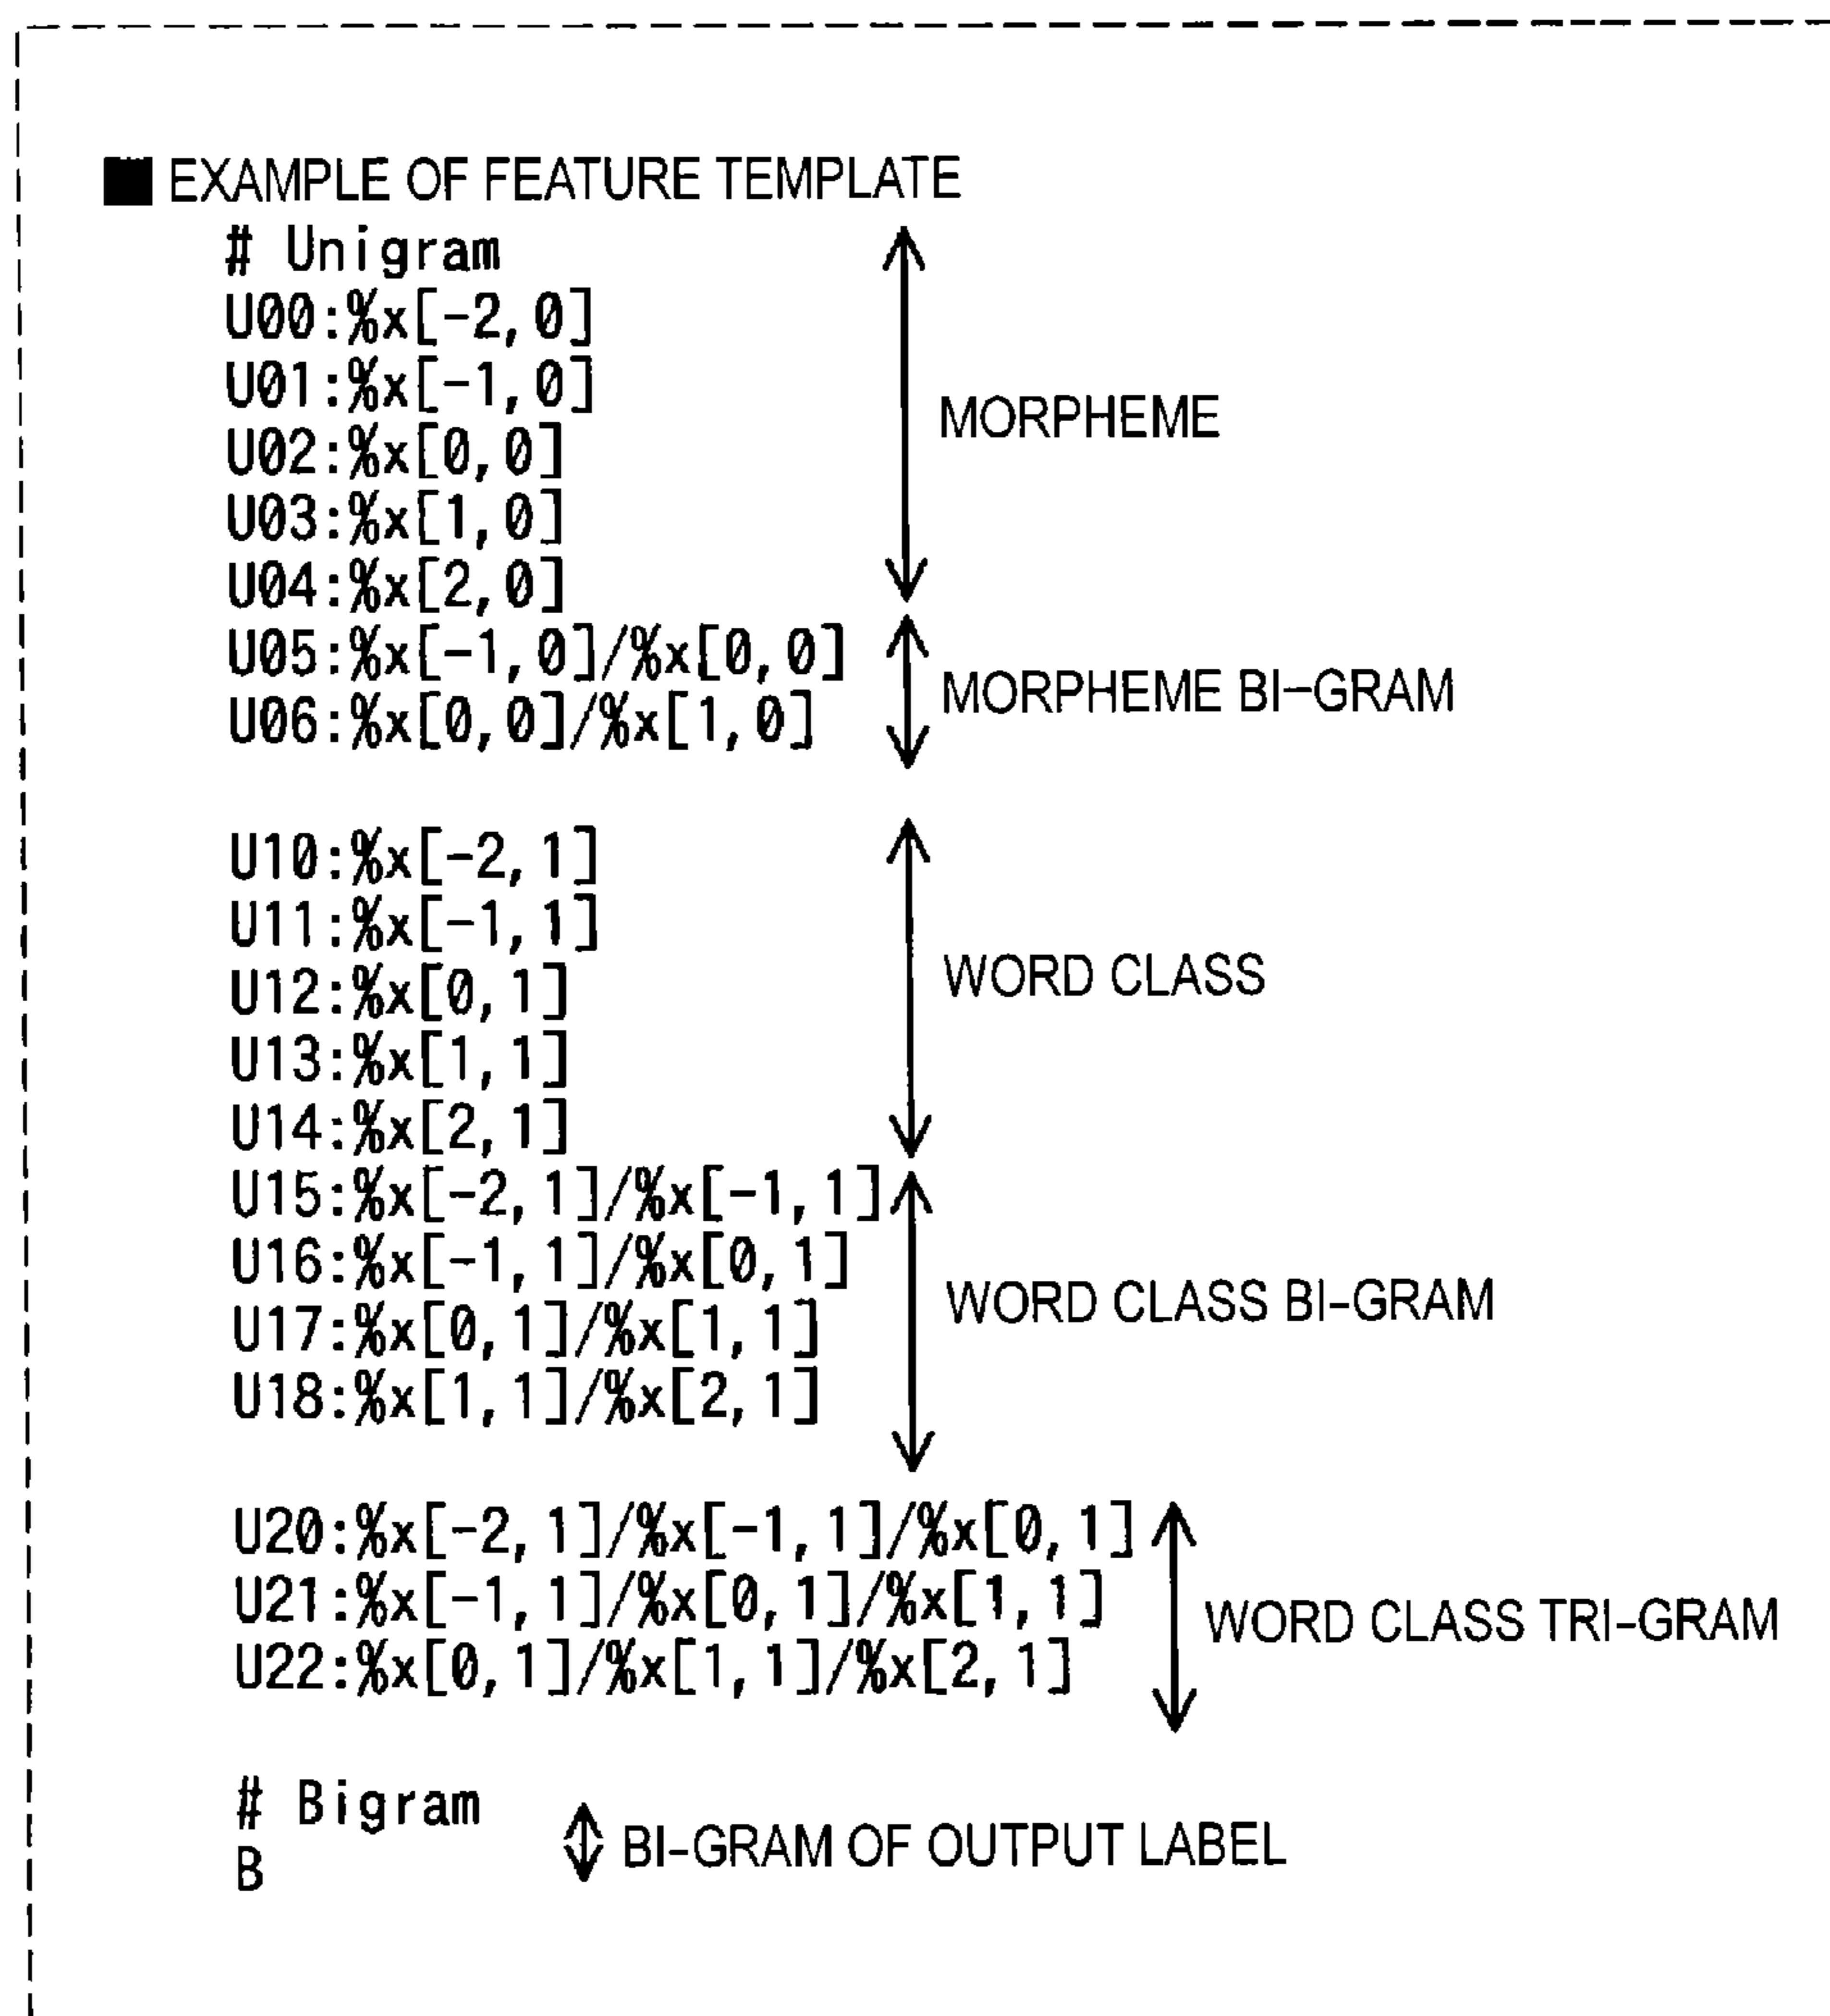 ■ EXAMPLE OF FEATURE TEMPLATE
# Unigram
U00:%x[-2,0]
U01:%x[-1,0]
U02:%x[0,0]
U03:%x[1,0]
U04:%x[2,0]
MORPHEME
U05:%x[-1,0]/%x[0,0]
U06:%x[0,0]/%x[1,0]
MORPHEME BI-GRAM
U10:%x[-2,1]
U11:%x[-1,1]
U12:%x[0,1]
U13:%x[1,1]
U14:%x[2,1]
WORD CLASS
U15:%x[-2,1]/%x[-1,1]
U16:%x[-1,1]/%x[0,1]
U17:%x[0,1]/%x[1,1]
U18:%x[1,1]/%x[2,1]
WORD CLASS BI-GRAM
U20:%x[-2,1]/%x[-1,1]/%x[0,1]
U21:%x[-1,1]/%x[0,1]/%x[1,1]
U22:%x[0,1]/%x[1,1]/%x[2,1]
WORD CLASS TRI-GRAM
# Bigram
B
BI-GRAM OF OUTPUT LABEL